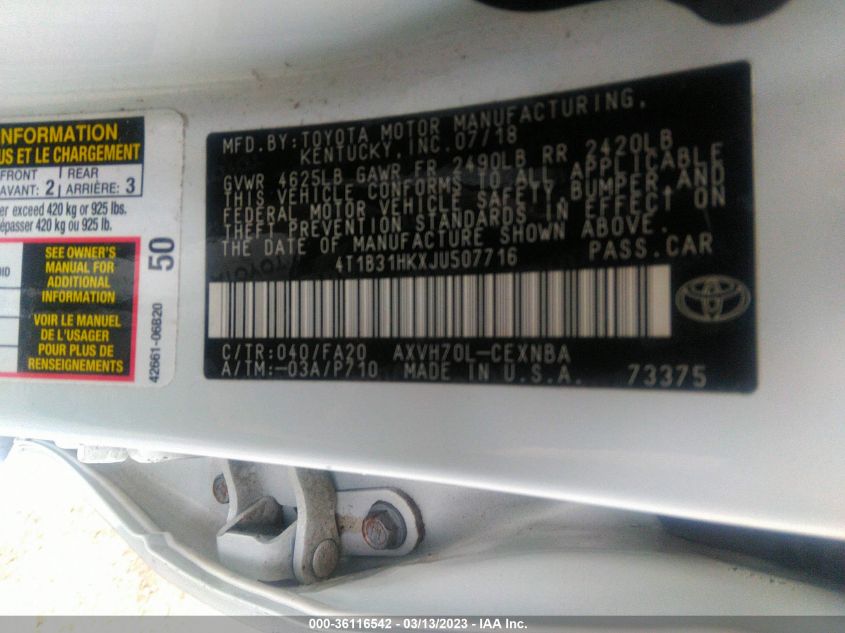 INFORMATION
US ET LE CHARGEMENT
FRONT
AVANT: 2
REAR
ARRIÈRE: 3
er exceed 420 kg or 925 lbs.
épasser 420 kg ou 925 lb.
SEE OWNER'S
MANUAL FOR
ADDITIONAL
INFORMATION
VOIR LE MANUEL
DE L'USAGER
POUR PLUS DE
RENSEIGNEMENTS
50
42661-06B20
MFD.BY:TOYOTA MOTOR MANUFACTURING,
KENTUCKY, INC.07/18
GVWR 4625LB GAWR FR 2490LB RR 2420LB
THIS VEHICLE CONFORMS TO ALL APPLICABLE
FEDERAL MOTOR VEHICLE SAFETY, BUMPER, AND
THEFT PREVENTION STANDARDS IN EFFECT ON
THE DATE OF MANUFACTURE SHOWN ABOVE.
4T1B31HKXJU507716 PASS.CAR
C/TR:040/FA20 AXVH70L-CEXNBA
A/TM:-03A/P710 MADE IN U.S.A. 73375
000-36116542 - 03/13/2023 - IAA Inc.